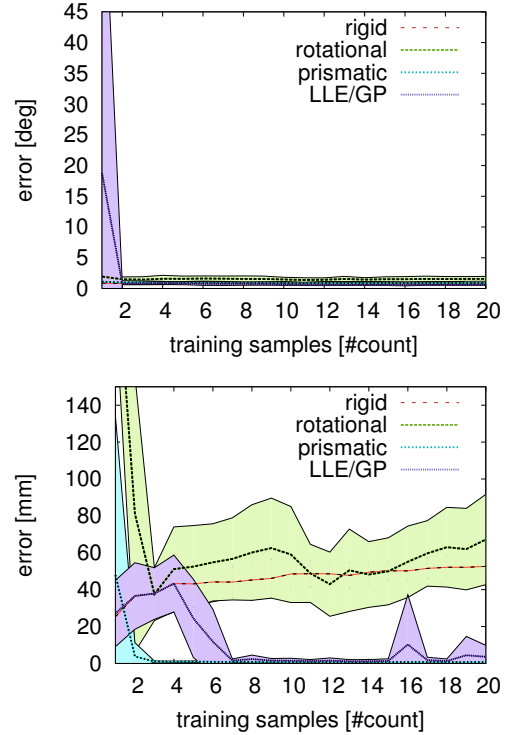 45
40
35
30
25
20
15
10
5
0
error [deg]
rigid
rotational
prismatic
LLE/GP
2 4 6 8 10 12 14 16 18 20
training samples [#count]
140
120
100
80
60
40
20
0
error [mm]
rigid
rotational
prismatic
LLE/GP
2 4 6 8 10 12 14 16 18 20
training samples [#count]